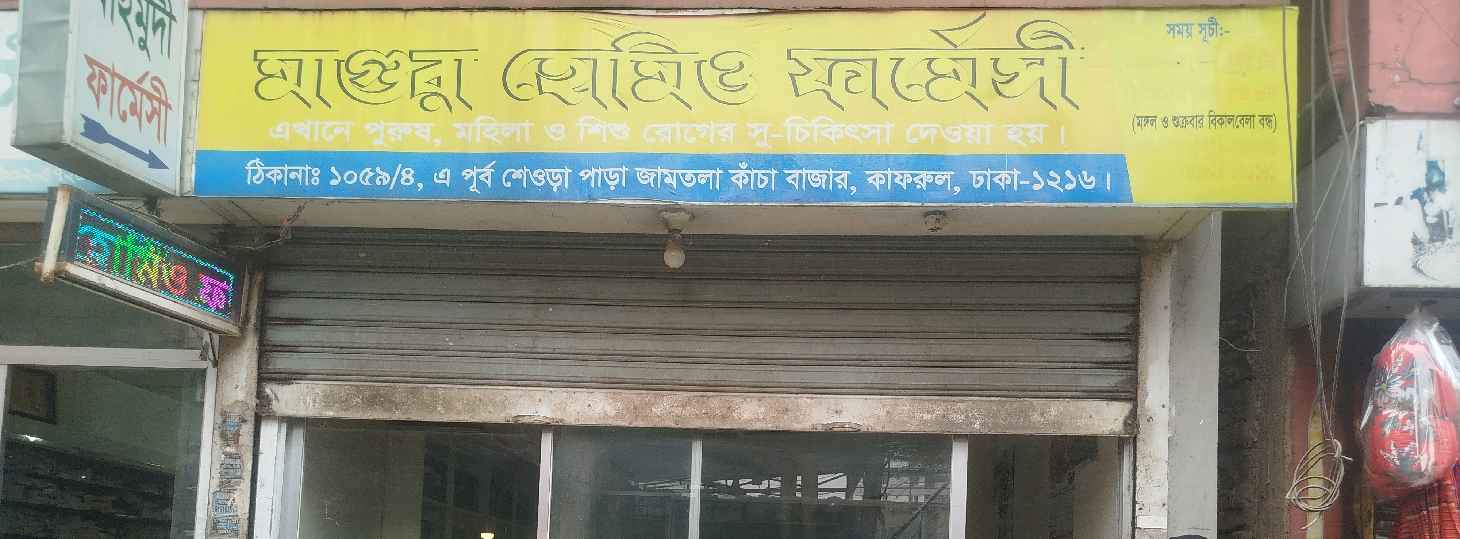 মাহমুদী
ফার্মেসী
মাগুরা হোমিও ফার্মেসী
এখানে পুরুষ, মহিলা ও শিশু রোগের সু-চিকিৎসা দেওয়া হয়।
ঠিকানাঃ ১০৫৯/৪, এ পূর্ব শেওড়া পাড়া জামতলা কাঁচা বাজার, কাফরুল, ঢাকা-১২১৬।
সময় সূচী:-
(মঙ্গল ও শুক্রবার বিকালবেলা বন্ধ)
হোমিও ফা